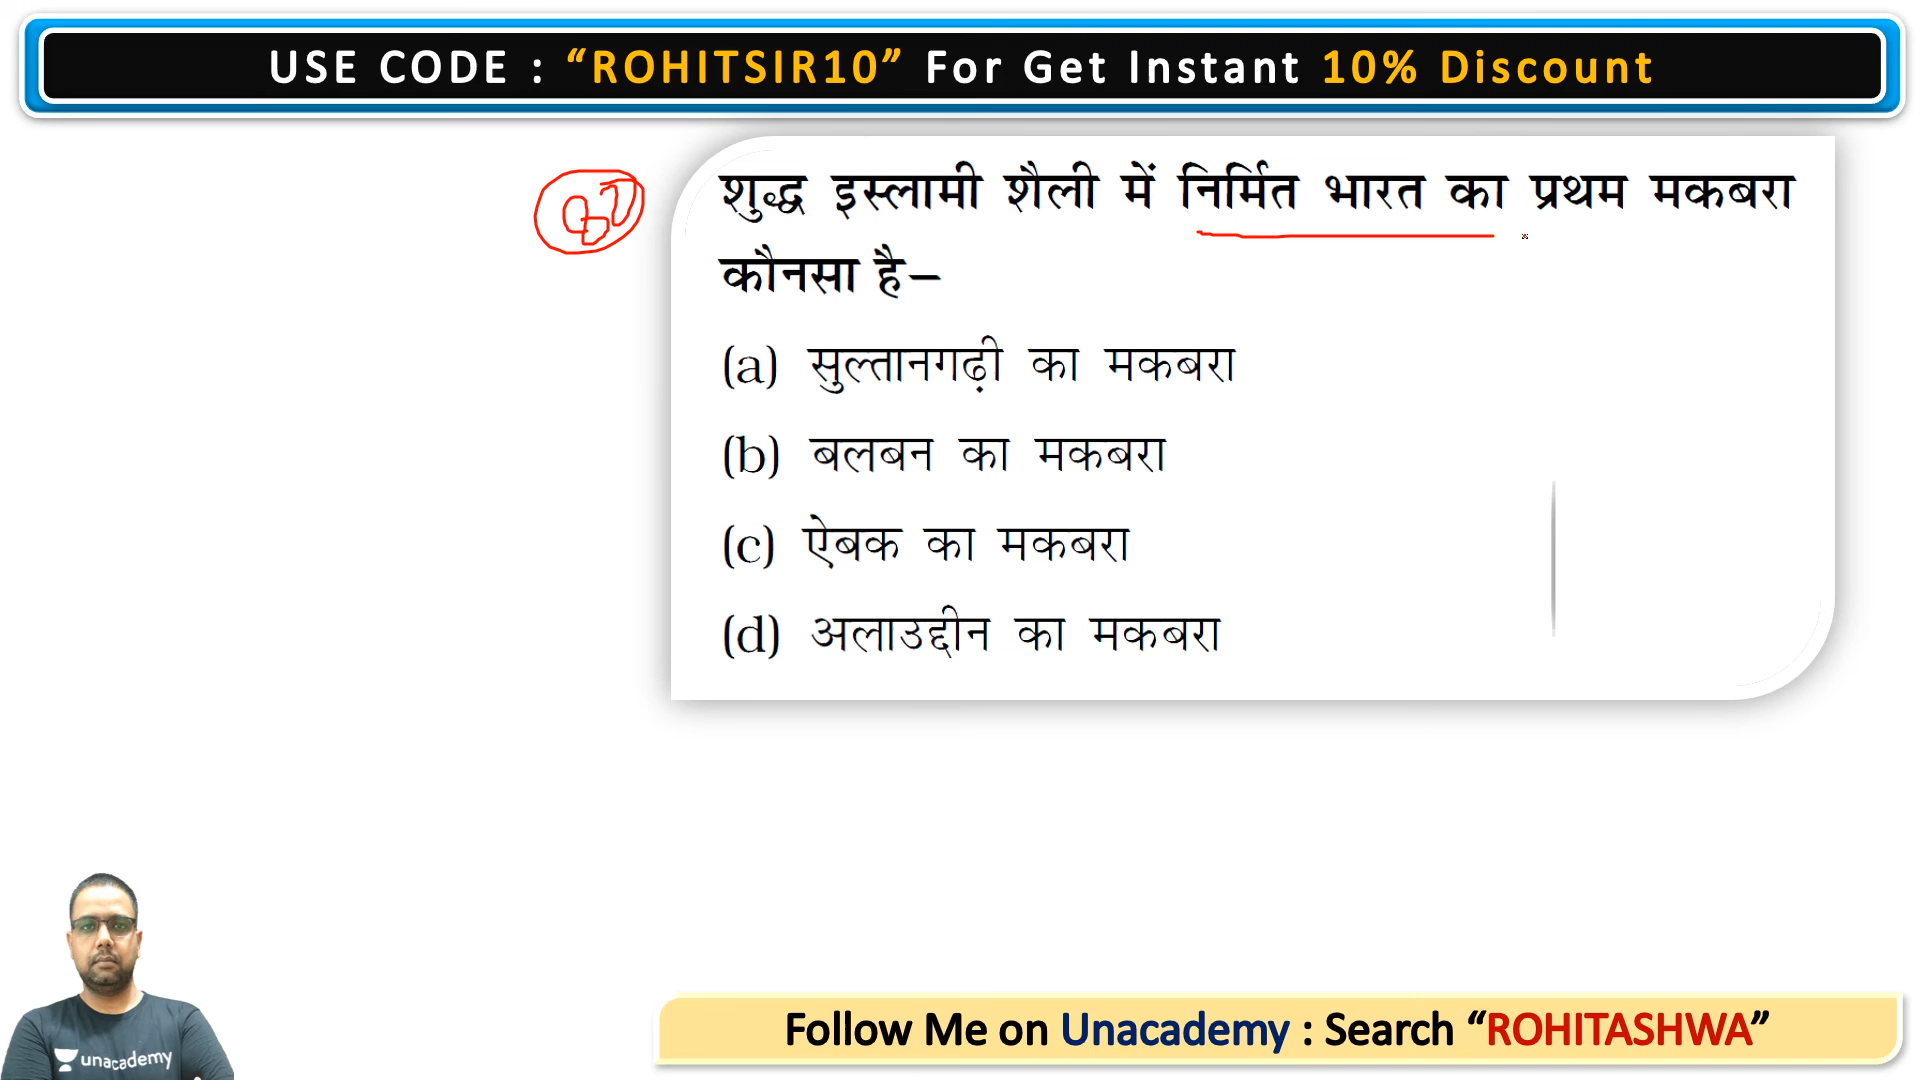 USE CODE : “ROHITSIR10” For Get Instant 10% Discount
शुद्ध इस्लामी शैली में निर्मित भारत का प्रथम मकबरा
कौनसा है–
(a) सुल्तानगढ़ी का मकबरा
(b) बलबन का मकबरा
(c) ऐबक का मकबरा
(d) अलाउद्दीन का मकबरा
unacademy
Follow Me on Unacademy : Search “ROHITASHWA”